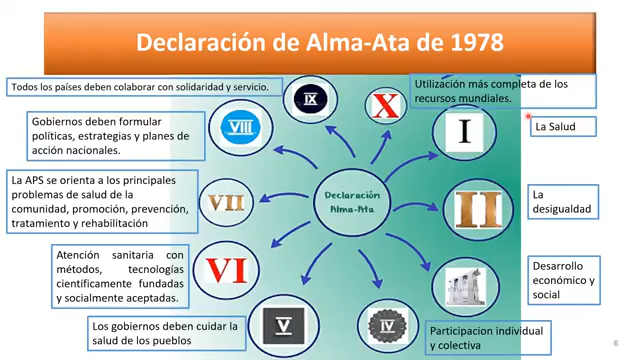 Declaración de Alma-Ata de 1978
Todos los países deben colaborar con solidaridad y servicio.
Utilización más completa de los
recursos mundiales.
IX
X
Gobiernos deben formular
políticas, estrategias y planes de
acción nacionales.
VIII
I
La Salud
La APS se orienta a los principales
problemas de salud de la
comunidad, promoción, prevención,
tratamiento y rehabilitación
VII
Declaración
Alma-Ata
II
La
desigualdad
Atención sanitaria con
métodos, tecnologías
científicamente fundadas
y socialmente aceptadas.
VI
III
Desarrollo
económico y
social
Los gobiernos deben cuidar la
salud de los pueblos
V
IV
Participacion individual
y colectiva
6